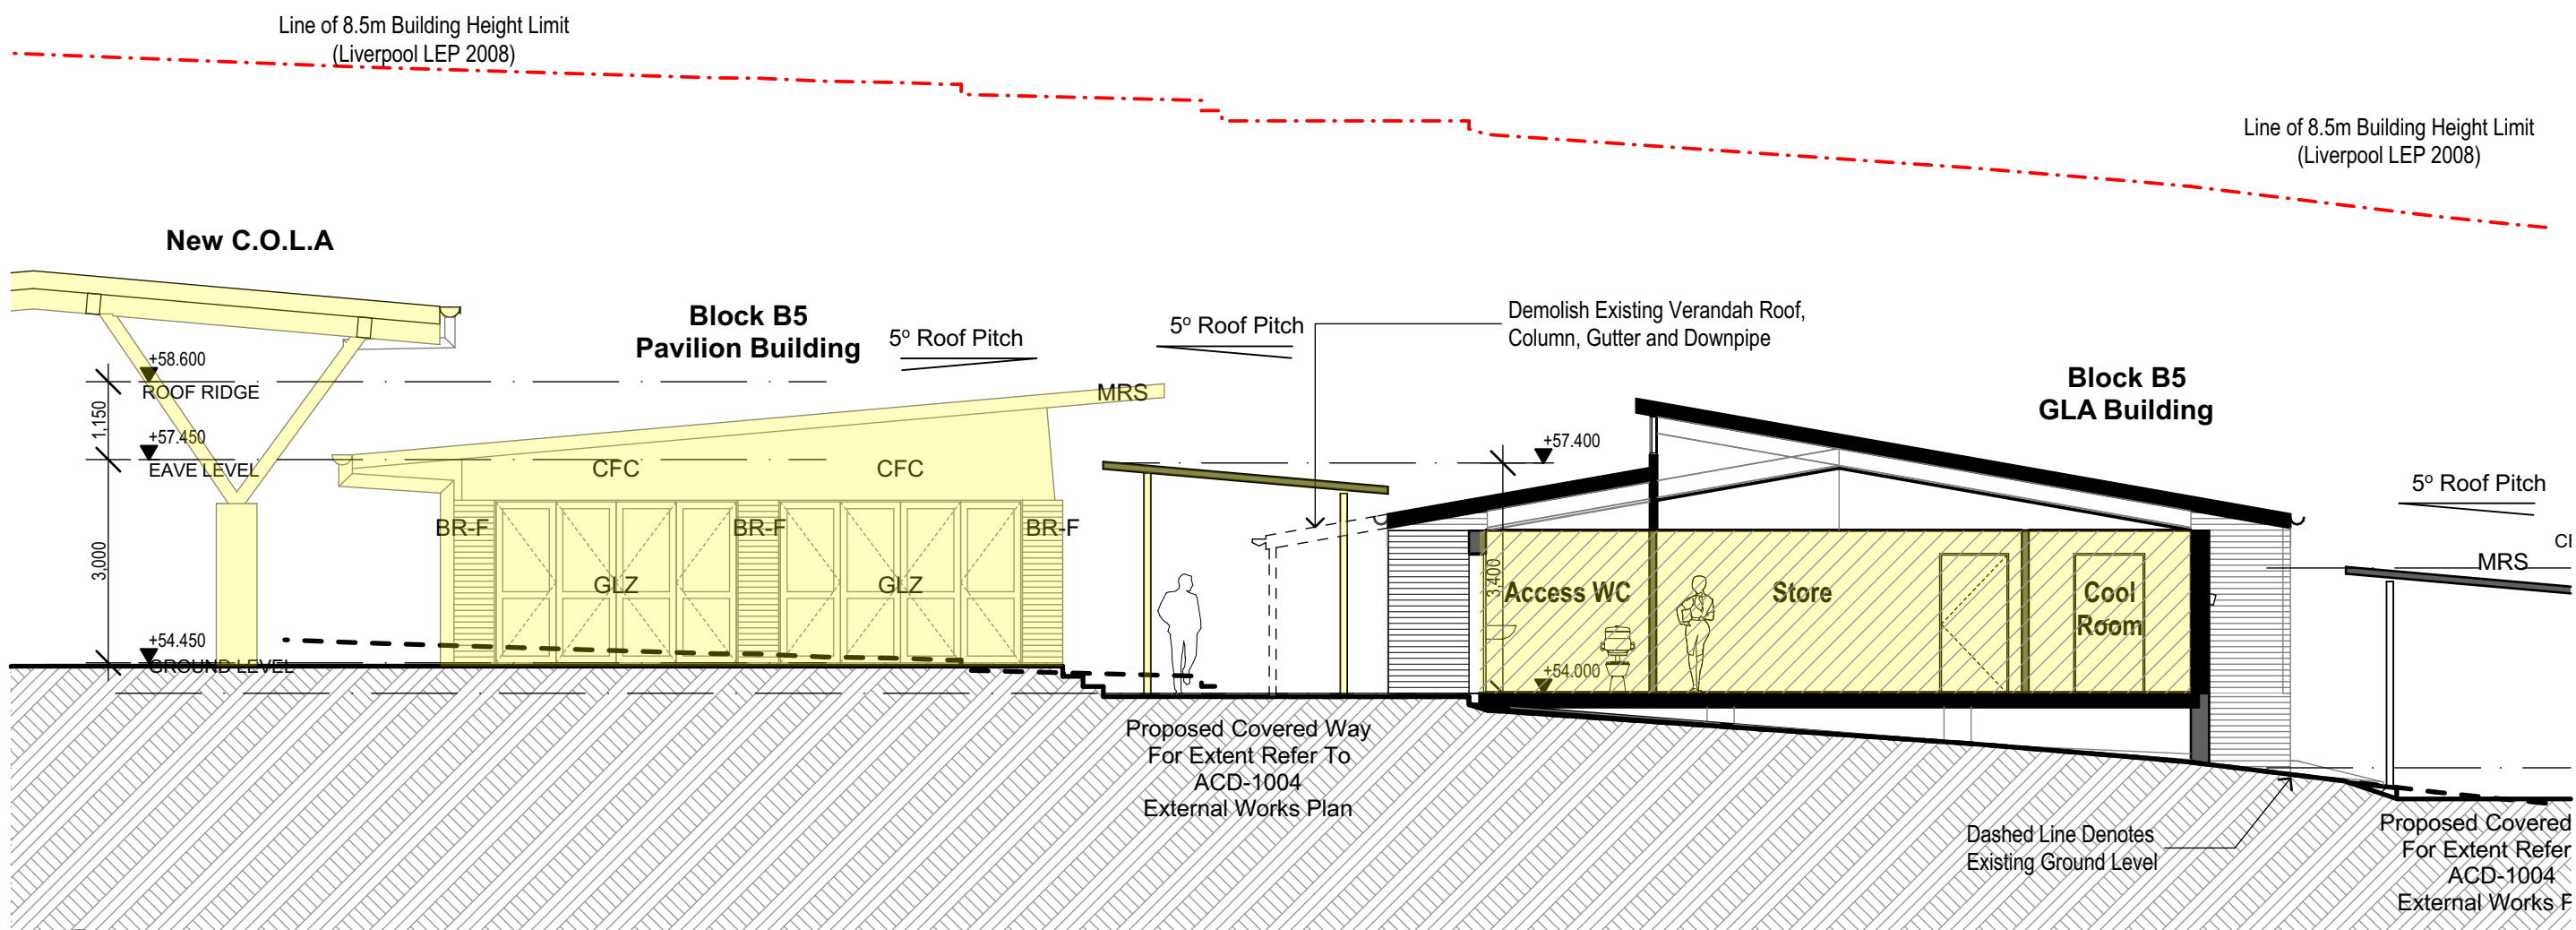 Line of 8.5m Building Height Limit
(Liverpool LEP 2008)
Line of 8.5m Building Height Limit
(Liverpool LEP 2008)
New C.O.L.A
Block B5
Pavilion Building
5º Roof Pitch
5º Roof Pitch
Demolish Existing Verandah Roof,
Column, Gutter and Downpipe
Block B5
GLA Building
+58.600
ROOF RIDGE
1,150
+57.450
EAVE LEVEL
3,000
+54.450
GROUND LEVEL
MRS
CFC
CFC
BR-F
BR-F
BR-F
GLZ
GLZ
+57.400
3,400
Access WC
Store
Cool
Room
+54.000
5º Roof Pitch
MRS
Proposed Covered Way
For Extent Refer To
ACD-1004
External Works Plan
Dashed Line Denotes
Existing Ground Level
Proposed Covered
For Extent Refer
ACD-1004
External Works